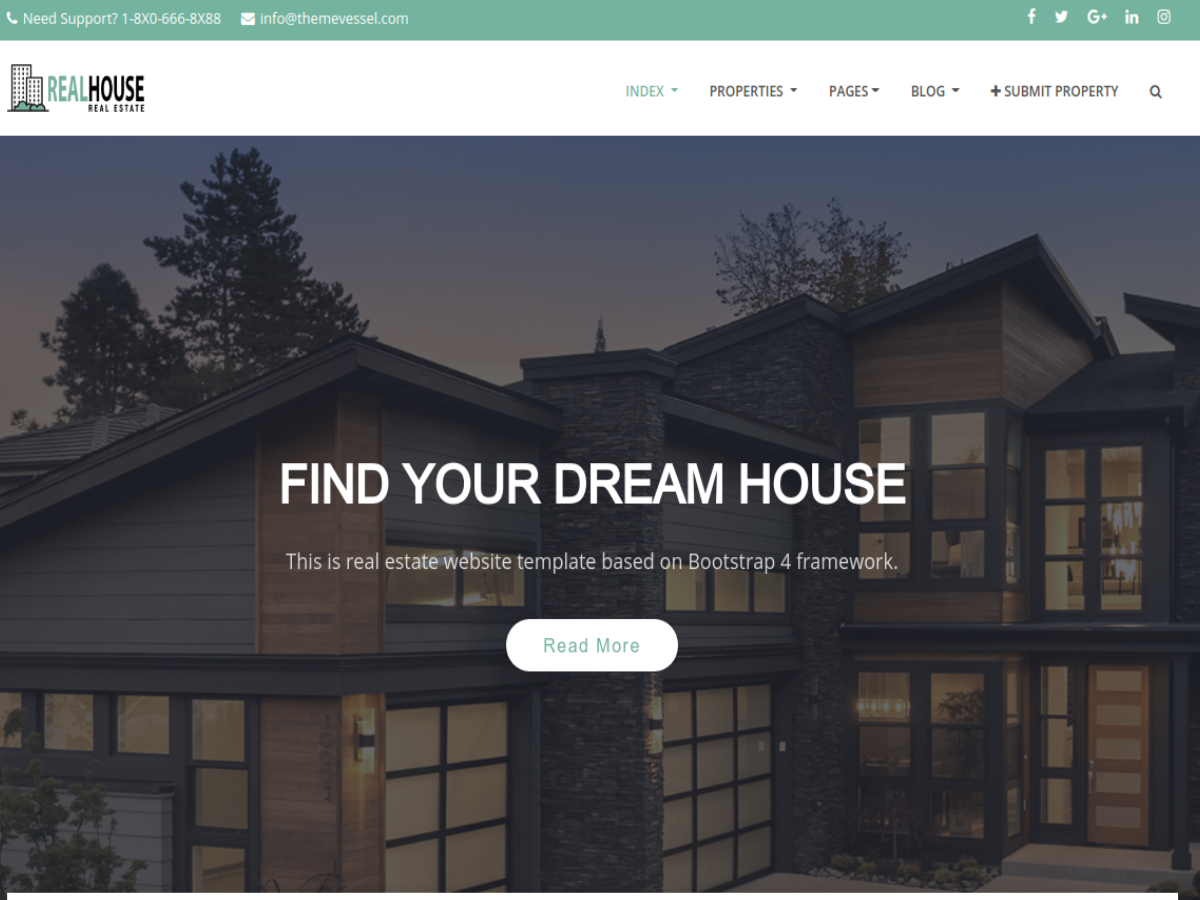 Need Support? 1-8X0-666-8X88 info@themevessel.com
REALHOUSE
REAL ESTATE
INDEX PROPERTIES PAGES BLOG SUBMIT PROPERTY
FIND YOUR DREAM HOUSE
This is real estate website template based on Bootstrap 4 framework.
Read More